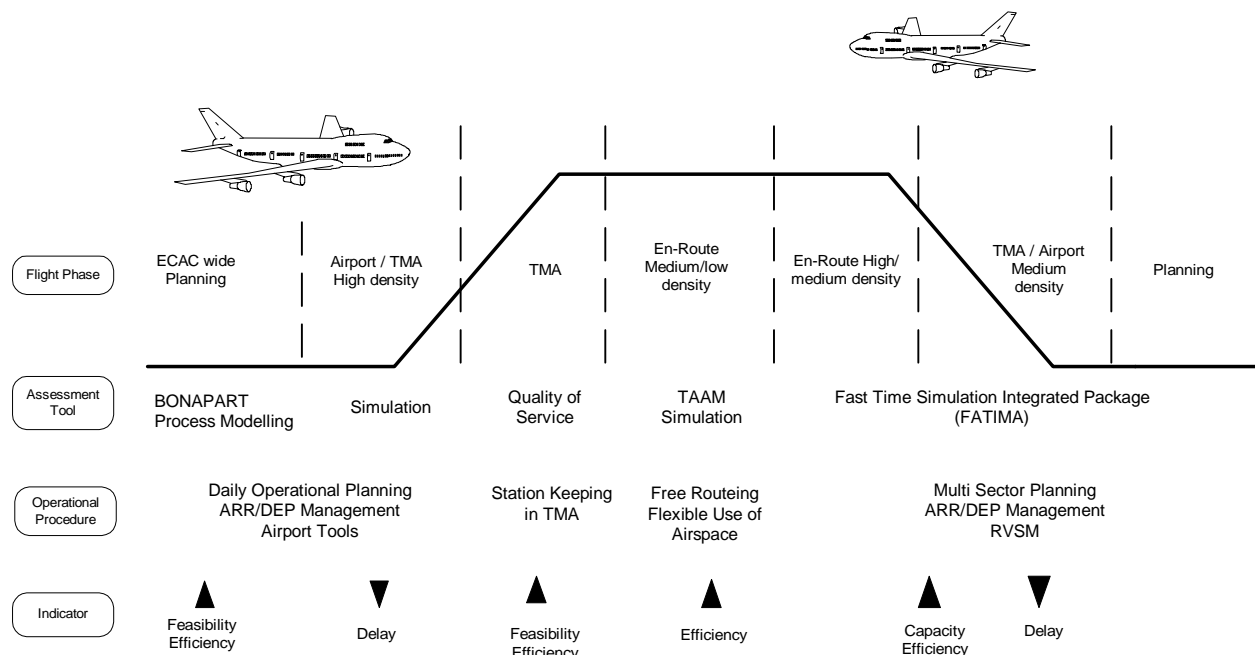 Flight Phase
ECAC wide
Planning
Airport / TMA
High density
TMA
En-Route
Medium/low
density
En-Route High/
medium density
TMA / Airport
Medium
density
Planning
Assessment
Tool
BONAPART
Process Modelling
Simulation
Quality of
Service
TAAM
Simulation
Fast Time Simulation Integrated Package
(FATIMA)
Operational
Procedure
Daily Operational Planning
ARR/DEP Management
Airport Tools
Station Keeping
in TMA
Free Routeing
Flexible Use of
Airspace
Multi Sector Planning
ARR/DEP Management
RVSM
Indicator
Feasibility
Efficiency
Delay
Feasibility
Efficiency
Efficiency
Capacity
Efficiency
Delay